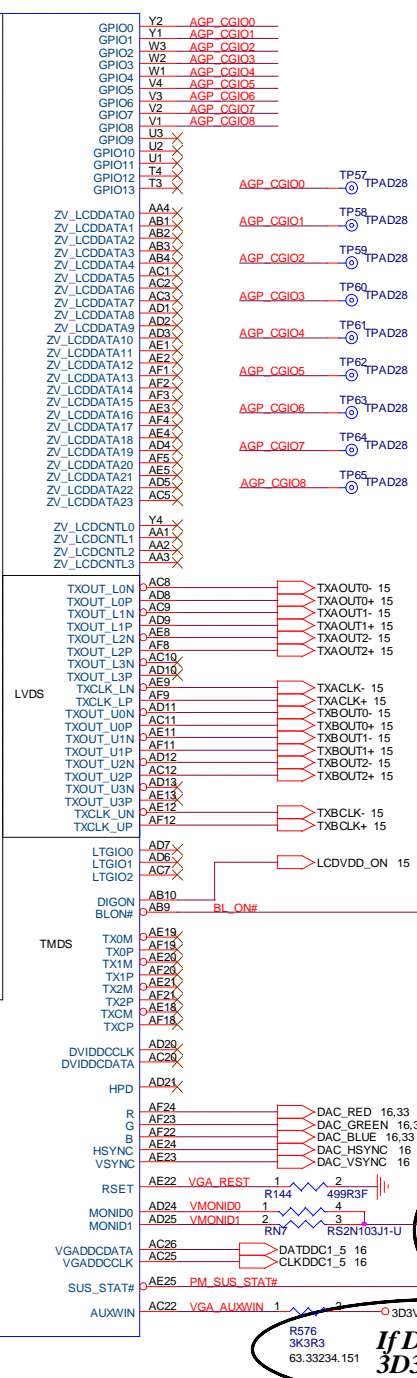 GPIO0 Y2 AGP_CGIO0
GPIO1 Y1 AGP_CGIO1
GPIO2 W3 AGP_CGIO2
GPIO3 W2 AGP_CGIO3
GPIO4 W1 AGP_CGIO4
GPIO5 V4 AGP_CGIO5
GPIO6 V3 AGP_CGIO6
GPIO7 V2 AGP_CGIO7
GPIO8 V1 AGP_CGIO8
GPIO9 U3
GPIO10 U2
GPIO11 U1
GPIO12 T4
GPIO13 T3
AGP_CGIO0 TP57 TPAD28
AGP_CGIO1 TP58 TPAD28
AGP_CGIO2 TP59 TPAD28
AGP_CGIO3 TP60 TPAD28
AGP_CGIO4 TP61 TPAD28
AGP_CGIO5 TP62 TPAD28
AGP_CGIO6 TP63 TPAD28
AGP_CGIO7 TP64 TPAD28
AGP_CGIO8 TP65 TPAD28
ZV_LCDDATA0 AA4
ZV_LCDDATA1 AB1
ZV_LCDDATA2 AB2
ZV_LCDDATA3 AB3
ZV_LCDDATA4 AB4
ZV_LCDDATA5 AC1
ZV_LCDDATA6 AC2
ZV_LCDDATA7 AC3
ZV_LCDDATA8 AD1
ZV_LCDDATA9 AD2
ZV_LCDDATA10 AD3
ZV_LCDDATA11 AE1
ZV_LCDDATA12 AE2
ZV_LCDDATA13 AF1
ZV_LCDDATA14 AF2
ZV_LCDDATA15 AF3
ZV_LCDDATA16 AE3
ZV_LCDDATA17 AF4
ZV_LCDDATA18 AE4
ZV_LCDDATA19 AD4
ZV_LCDDATA20 AF5
ZV_LCDDATA21 AE5
ZV_LCDDATA22 AD5
ZV_LCDDATA23 AC5
ZV_LCDCNTL0 Y4
ZV_LCDCNTL1 AA1
ZV_LCDCNTL2 AA2
ZV_LCDCNTL3 AA3
LVDS
TXOUT_L0N AC8 TXAOUT0- 15
TXOUT_L0P AD8 TXAOUT0+ 15
TXOUT_L1N AC9 TXAOUT1- 15
TXOUT_L1P AD9 TXAOUT1+ 15
TXOUT_L2N AE8 TXAOUT2- 15
TXOUT_L2P AF8 TXAOUT2+ 15
TXOUT_L3N AC10
TXOUT_L3P AD10
TXCLK_LN AE9 TXACLK- 15
TXCLK_LP AF9 TXACLK+ 15
TXOUT_U0N AD11 TXBOUT0- 15
TXOUT_U0P AC11 TXBOUT0+ 15
TXOUT_U1N AE11 TXBOUT1- 15
TXOUT_U1P AF11 TXBOUT1+ 15
TXOUT_U2N AD12 TXBOUT2- 15
TXOUT_U2P AC12 TXBOUT2+ 15
TXOUT_U3N AD13
TXOUT_U3P AE13
TXCLK_UN AE12 TXBCLK- 15
TXCLK_UP AF12 TXBCLK+ 15
LTGIO0 AD7
LTGIO1 AD6
LTGIO2 AC7
LCDVDD_ON 15
DIGON AB10
BLON# AB9 BL_ON#
TMDS
TX0M AE19
TX0P AF19
TX1M AE20
TX1P AF20
TX2M AE21
TX2P AF21
TXCM AE18
TXCP AF18
DVIDDCCLK AD20
DVIDDCDATA AC20
HPD AD21
R AF24 DAC_RED 16,33
G AF23 DAC_GREEN 16,3
B AF22 DAC_BLUE 16,33
HSYNC AE24 DAC_HSYNC 16
VSYNC AE23 DAC_VSYNC 16
RSET AE22 VGA_REST 1 2
R144 499R3F
MONID0 AD24 VMONID0 1 4
MONID1 AD25 VMONID1 2 3
RN7 RS2N103J1-U
VGADDCDATA AC26 DATDDC1_5 16
VGADDCCLK AC25 CLKDDC1_5 16
SUS_STAT# AE25 PM_SUS_STAT#
AUXWIN AC22 VGA_AUXWIN 1 2 3D3V
R576
3K3R3
63.33234.151
If D
3D3